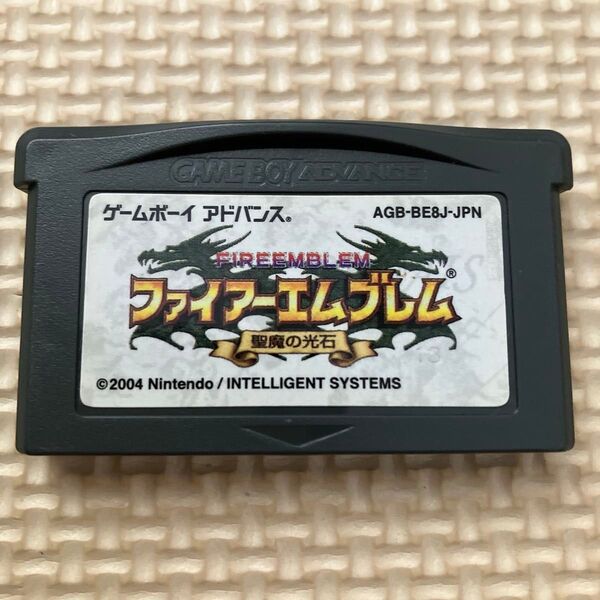 GAME BOY ADVANCE
ゲームボーイ アドバンス®
AGB-BE8J-JPN
FIREEMBLEM
ファイアーエムブレム®
聖魔の光石
©2004 Nintendo / INTELLIGENT SYSTEMS